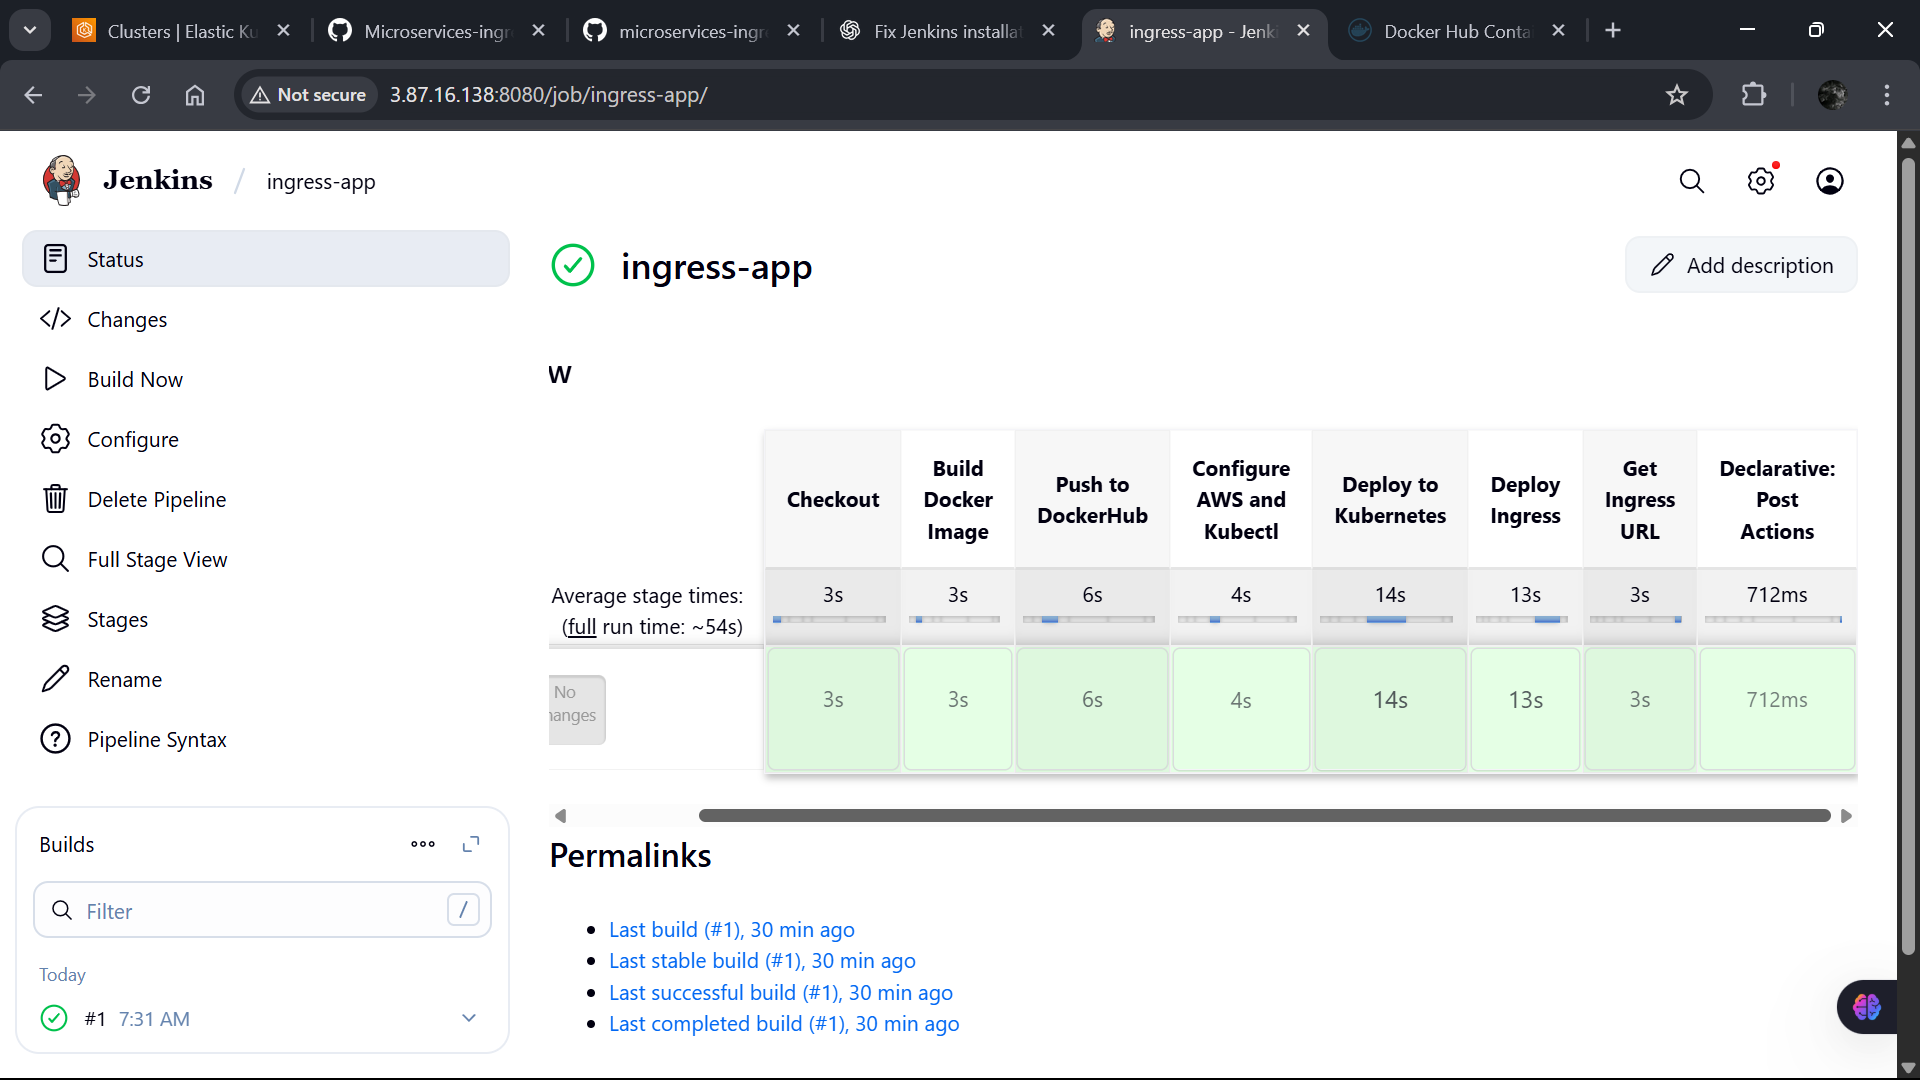 Clusters | Elastic Ku
Microservices-ingr
microservices-ingr
Fix Jenkins installat
ingress-app - Jenki
Docker Hub Conta
Not secure
3.87.16.138:8080/job/ingress-app/
Jenkins / ingress-app
Status
Changes
Build Now
Configure
Delete Pipeline
Full Stage View
Stages
Rename
Pipeline Syntax
Builds
Filter
/
Today
#1 7:31 AM
ingress-app
Add description
w
Checkout
Build Docker Image
Push to DockerHub
Configure AWS and Kubectl
Deploy to Kubernetes
Deploy Ingress
Get Ingress URL
Declarative: Post Actions
Average stage times:
(full run time: ~54s)
3s 3s 6s 4s 14s 13s 3s 712ms
No
hanges
3s 3s 6s 4s 14s 13s 3s 712ms
Permalinks
Last build (#1), 30 min ago
Last stable build (#1), 30 min ago
Last successful build (#1), 30 min ago
Last completed build (#1), 30 min ago